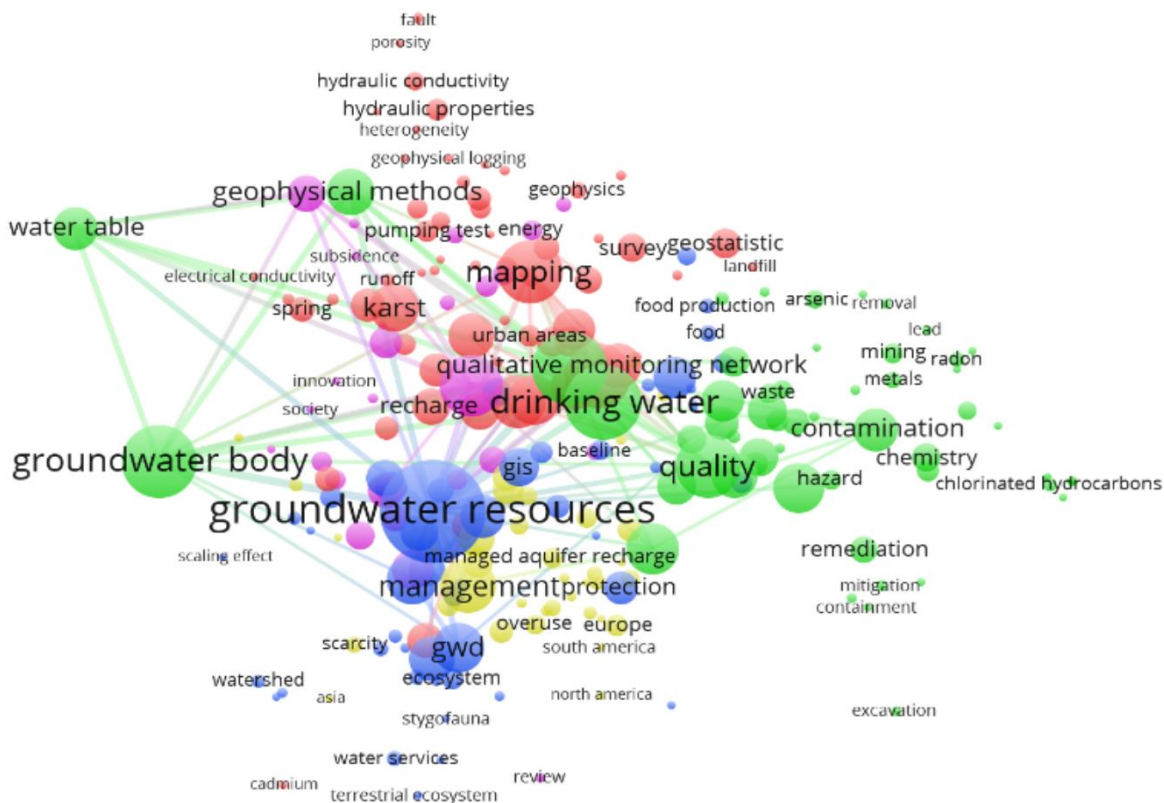 fault
porosity
hydraulic conductivity
hydraulic properties
heterogeneity
geophysical logging
geophysical methods
geophysics
water table
pumping test
energy
survey
geostatistic
subsidence
landfill
electrical conductivity
runoff
mapping
spring
karst
food production
arsenic
removal
urban areas
food
lead
qualitative monitoring network
mining
radon
innovation
waste
metals
society
recharge
drinking water
contamination
groundwater body
baseline
gis
quality
chemistry
hazard
chlorinated hydrocarbons
groundwater resources
scaling effect
managed aquifer recharge
remediation
management
protection
mitigation
containment
overuse
europe
scarcity
gwd
south america
watershed
ecosystem
asia
north america
stygofauna
excavation
water services
review
cadmium
terrestrial ecosystem